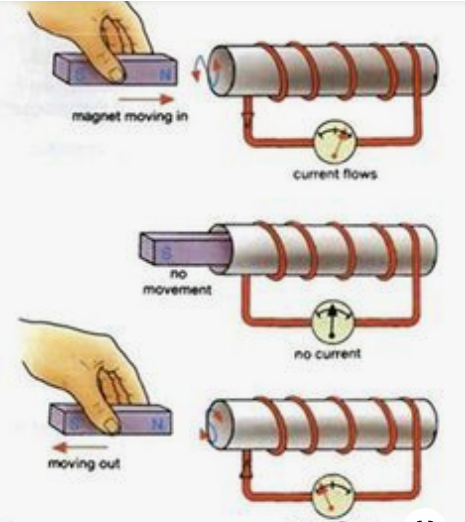 S N
magnet moving in
current flows
S
no
movement
no current
S N
moving out